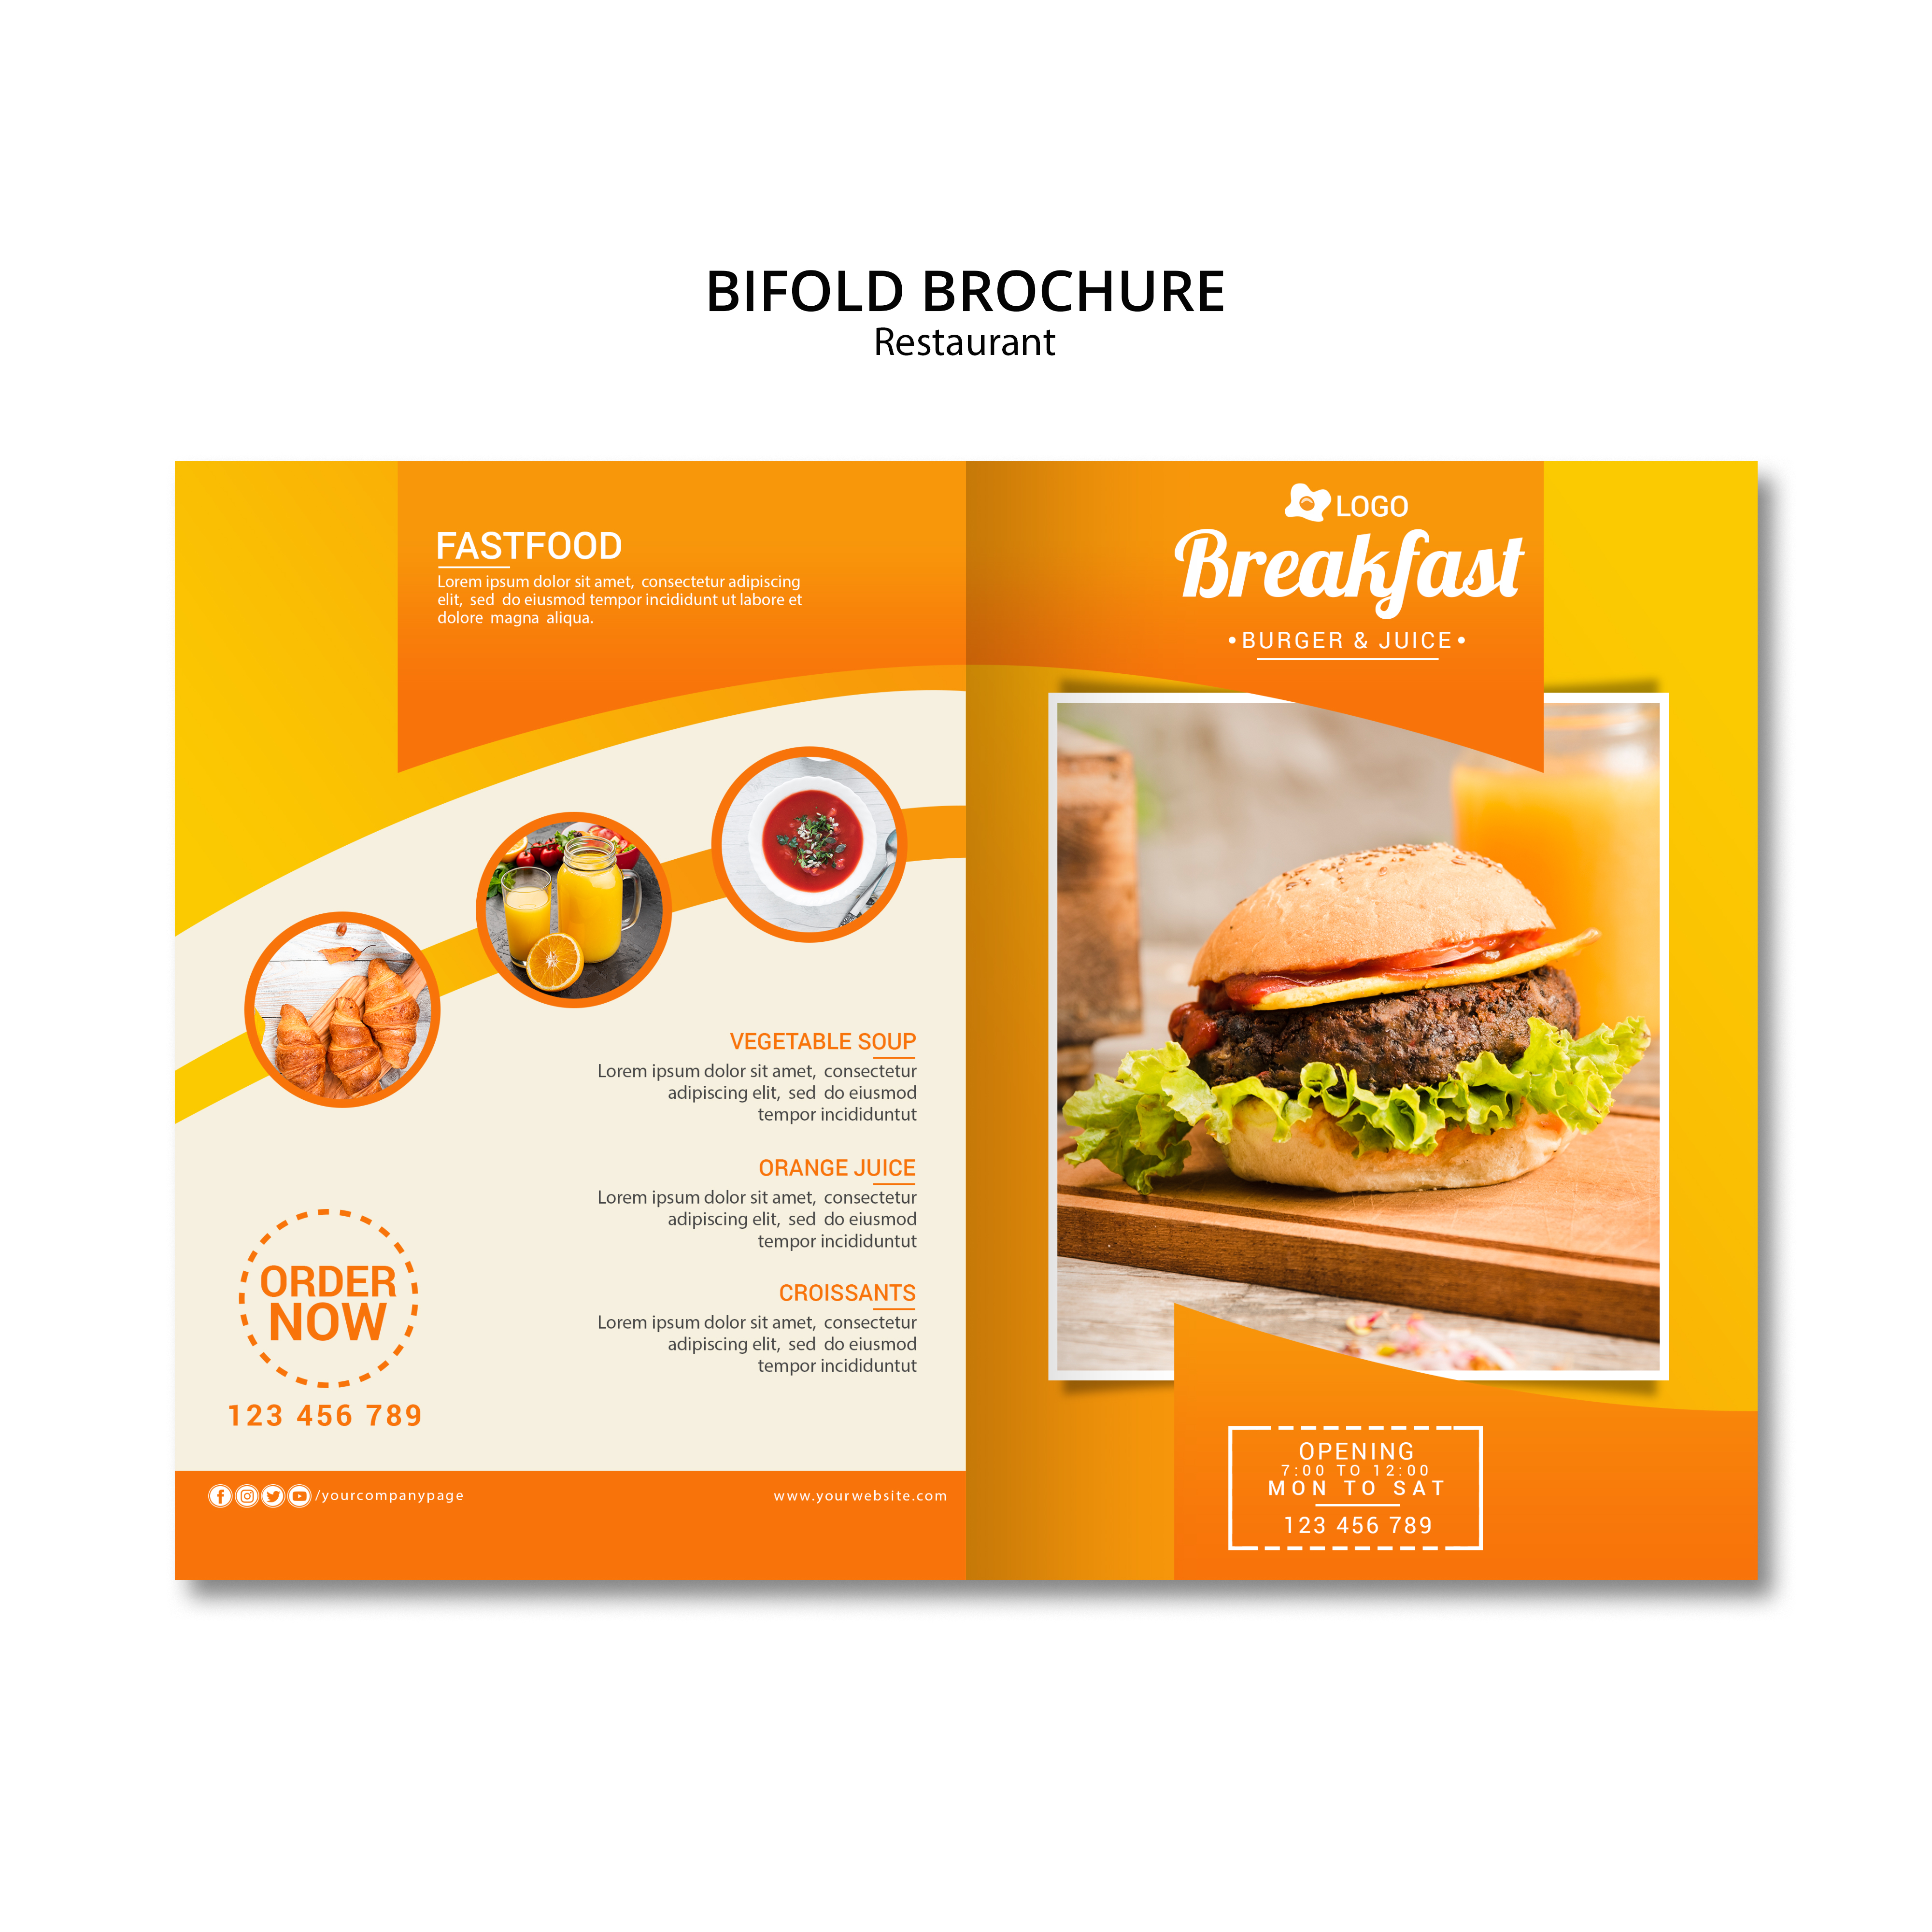 BIFOLD BROCHURE
Restaurant
FASTFOOD
Lorem ipsum dolor sit amet, consectetur adipiscing
elit, sed do eiusmod tempor incididunt ut labore et
dolore magna aliqua.
VEGETABLE SOUP
Lorem ipsum dolor sit amet, consectetur
adipiscing elit, sed do eiusmod
tempor incididuntut
ORANGE JUICE
Lorem ipsum dolor sit amet, consectetur
adipiscing elit, sed do eiusmod
tempor incididuntut
CROISSANTS
Lorem ipsum dolor sit amet, consectetur
adipiscing elit, sed do eiusmod
tempor incididuntut
ORDER
NOW
123 456 789
/yourcompanypage
www.yourwebsite.com
LOGO
Breakfast
• BURGER & JUICE •
OPENING
7:00 TO 12:00
MON TO SAT
123 456 789